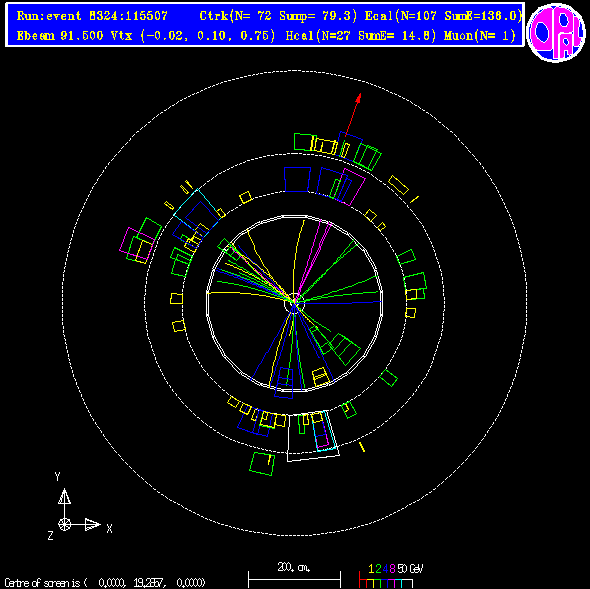 Run:event 8324:115507 Ctrk(N= 72 Sump= 79.3) Ecal(N=107 SumE=136.0)
Ebeam 91.500 Vtx (-0.02, 0.10, 0.75) Hcal(N=27 SumE= 14.8) Muon(N= 1)
OPAL
Y
X
Z
200. cm.
1 2 4 8 50 GeV
Centre of screen is ( 0.0000, 19.2857, 0.0000)